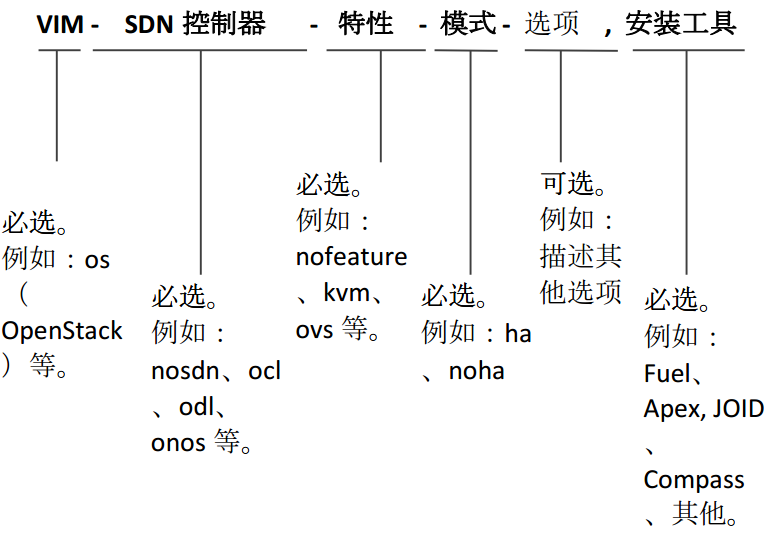 VIM - SDN 控制器 - 特性 - 模式 - 选项 , 安装工具
必选。
例如:os
（
OpenStack
）等。
必选。
例如:
nosdn、ocl
、odl、
onos 等。
必选。
例如:
nofeature
、kvm、
ovs 等。
必选。
例如:ha
、noha
可选。
例如:
描述其
他选项
必选。
例如:
Fuel、
Apex, JOID
、
Compass
、其他。